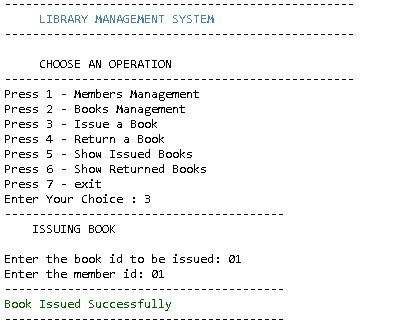 --------------------------------------------------
LIBRARY MANAGEMENT SYSTEM
--------------------------------------------------
CHOOSE AN OPERATION
--------------------------------------------------
Press 1 - Members Management
Press 2 - Books Management
Press 3 - Issue a Book
Press 4 - Return a Book
Press 5 - Show Issued Books
Press 6 - Show Returned Books
Press 7 - exit
Enter Your Choice : 3
----------------------------------------
ISSUING BOOK
Enter the book id to be issued: 01
Enter the member id: 01
----------------------------------------
Book Issued Successfully
----------------------------------------